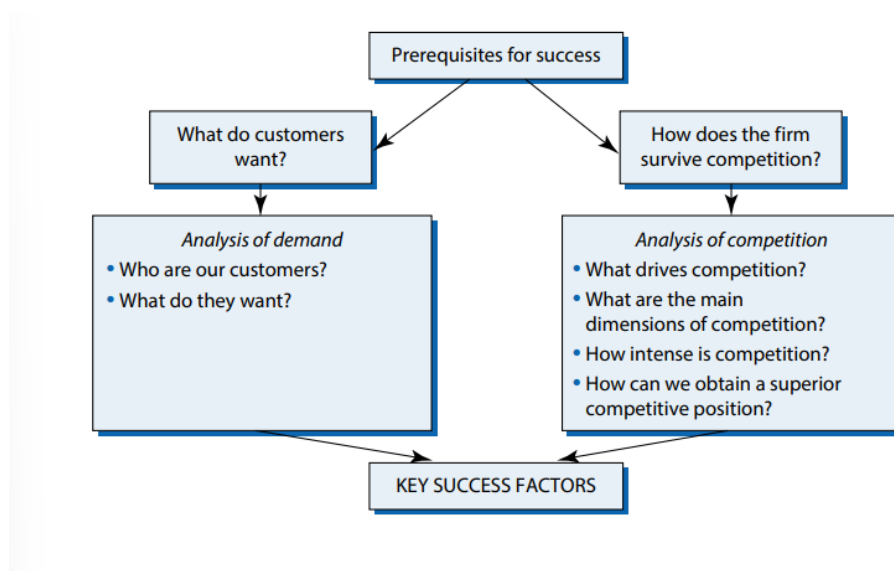 Prerequisites for success
What do customers
want?
How does the firm
survive competition?
Analysis of demand
• Who are our customers?
• What do they want?
Analysis of competition
• What drives competition?
• What are the main
dimensions of competition?
• How intense is competition?
• How can we obtain a superior
competitive position?
KEY SUCCESS FACTORS